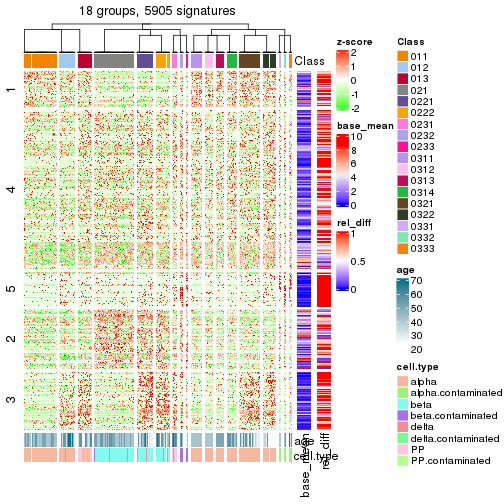 18 groups, 5905 signatures
Class
1
4
5
2
3
age
cell.type
base_mean
rel_diff
z-score
2
1
0
-1
-2
base_mean
10
8
6
4
2
0
rel_diff
1
0.5
0
Class
011
012
013
021
0221
0222
0231
0232
0233
0311
0312
0313
0314
0321
0322
0331
0332
0333
age
70
60
50
40
30
20
cell.type
alpha
alpha.contaminated
beta
beta.contaminated
delta
delta.contaminated
PP
PP.contaminated